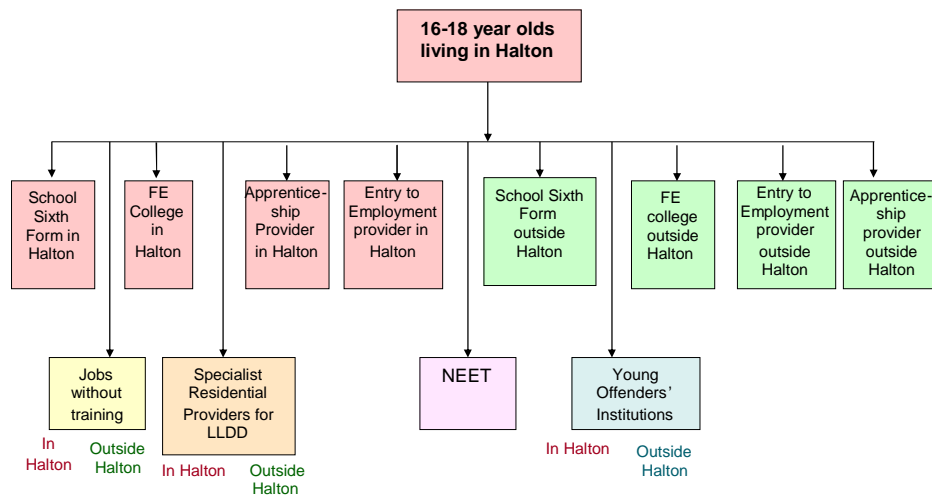 16-18 year olds
living in Halton
School
Sixth
Form in
Halton
FE
College
in
Halton
Apprentice-
ship
Provider
in Halton
Entry to
Employment
provider in
Halton
School Sixth
Form
outside
Halton
FE
college
outside
Halton
Entry to
Employment
provider
outside
Halton
Apprentice-
ship
provider
outside
Halton
Jobs
without
training
Specialist
Residential
Providers for
LLDD
NEET
Young
Offenders'
Institutions
In
Halton
Outside
Halton
In Halton
Outside
Halton
In Halton
Outside
Halton